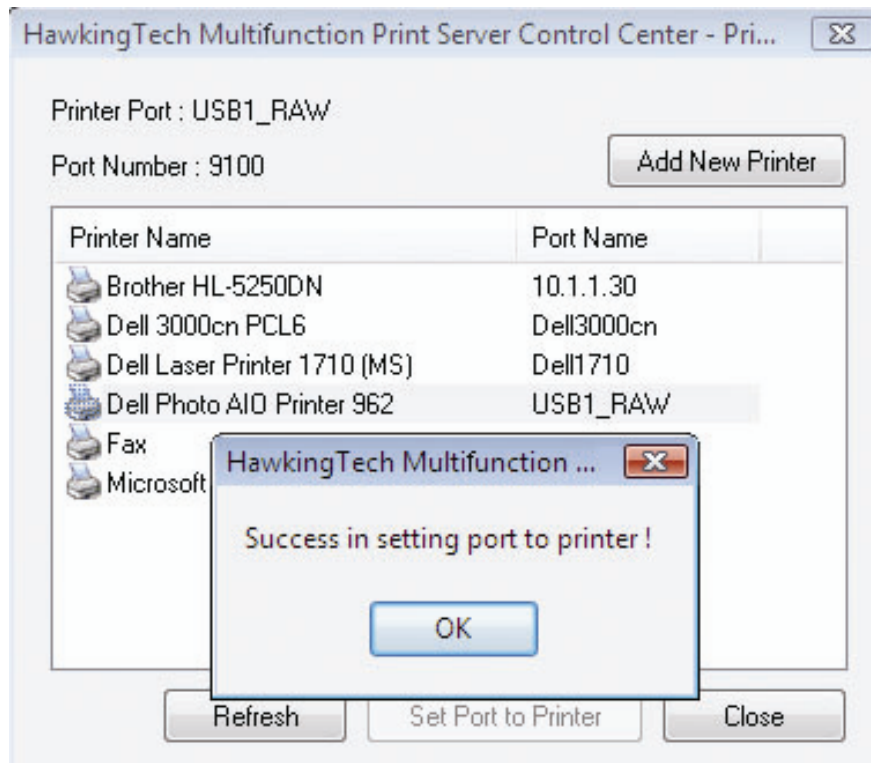 HawkingTech Multifunction Print Server Control Center - Pri...
Printer Port : USB1_RAW
Port Number : 9100
Add New Printer
Printer Name Port Name
Brother HL-5250DN 10.1.1.30
Dell 3000cn PCL6 Dell3000cn
Dell Laser Printer 1710 (MS) Dell1710
Dell Photo AIO Printer 962 USB1_RAW
Fax
Microsoft
HawkingTech Multifunction ...
Success in setting port to printer !
OK
Refresh Set Port to Printer Close